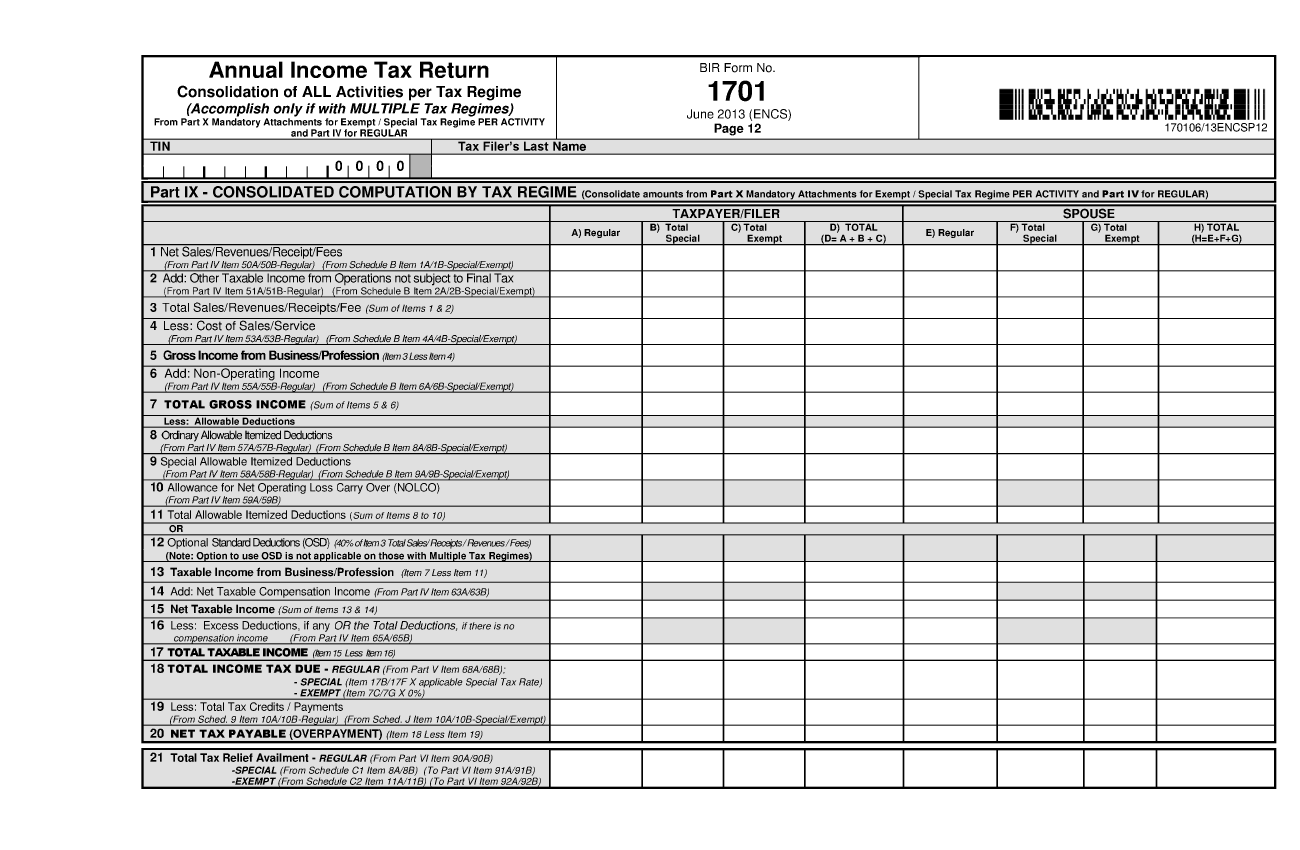 Annual Income Tax Return
Consolidation of ALL Activities per Tax Regime
(Accomplish only if with MULTIPLE Tax Regimes)
From Part X Mandatory Attachments for Exempt / Special Tax Regime PER ACTIVITY
and Part IV for REGULAR
BIR Form No.
1701
June 2013 (ENCS)
Page 12
170106/13ENCSP12
TIN
Tax Filer's Last Name
0 0 0 0
Part IX - CONSOLIDATED COMPUTATION BY TAX REGIME (Consolidate amounts from Part X Mandatory Attachments for Exempt / Special Tax Regime PER ACTIVITY and Part IV for REGULAR)
TAXPAYER/FILER
SPOUSE
A) Regular
B) Total Special
C) Total Exempt
D) TOTAL (D= A + B + C)
E) Regular
F) Total Special
G) Total Exempt
H) TOTAL (H=E+F+G)
1 Net Sales/Revenues/Receipt/Fees
(From Part IV Item 50A/50B-Regular) (From Schedule B Item 1A/1B-Special/Exempt)
2 Add: Other Taxable Income from Operations not subject to Final Tax
(From Part IV Item 51A/51B-Regular) (From Schedule B Item 2A/2B-Special/Exempt)
3 Total Sales/Revenues/Receipts/Fee (Sum of Items 1 & 2)
4 Less: Cost of Sales/Service
(From Part IV Item 53A/53B-Regular) (From Schedule B Item 4A/4B-Special/Exempt)
5 Gross Income from Business/Profession (Item 3 Less Item 4)
6 Add: Non-Operating Income
(From Part IV Item 55A/55B-Regular) (From Schedule B Item 6A/6B-Special/Exempt)
7 TOTAL GROSS INCOME (Sum of Items 5 & 6)
Less: Allowable Deductions
8 Ordinary Allowable Itemized Deductions
(From Part IV Item 57A/57B-Regular) (From Schedule B Item 8A/8B-Special/Exempt)
9 Special Allowable Itemized Deductions
(From Part IV Item 58A/58B-Regular) (From Schedule B Item 9A/9B-Special/Exempt)
10 Allowance for Net Operating Loss Carry Over (NOLCO)
(From Part IV Item 59A/59B)
11 Total Allowable Itemized Deductions (Sum of Items 8 to 10)
OR
12 Optional Standard Deductions (OSD) (40% of Item 3 Total Sales/ Receipts / Revenues / Fees)
(Note: Option to use OSD is not applicable on those with Multiple Tax Regimes)
13 Taxable Income from Business/Profession (Item 7 Less Item 11)
14 Add: Net Taxable Compensation Income (From Part IV Item 63A/63B)
15 Net Taxable Income (Sum of Items 13 & 14)
16 Less: Excess Deductions, if any OR the Total Deductions, if there is no
compensation income (From Part IV Item 65A/65B)
17 TOTAL TAXABLE INCOME (Item 15 Less Item 16)
18 TOTAL INCOME TAX DUE - REGULAR (From Part V Item 68A/68B);
- SPECIAL (Item 17B/17F X applicable Special Tax Rate)
- EXEMPT (Item 7C/7G X 0%)
19 Less: Total Tax Credits / Payments
(From Sched. 9 Item 10A/10B-Regular) (From Sched. J Item 10A/10B-Special/Exempt)
20 NET TAX PAYABLE (OVERPAYMENT) (Item 18 Less Item 19)
21 Total Tax Relief Availment - REGULAR (From Part VI Item 90A/90B)
-SPECIAL (From Schedule C1 Item 8A/8B) (To Part VI Item 91A/91B)
-EXEMPT (From Schedule C2 Item 11A/11B) (To Part VI Item 92A/92B)